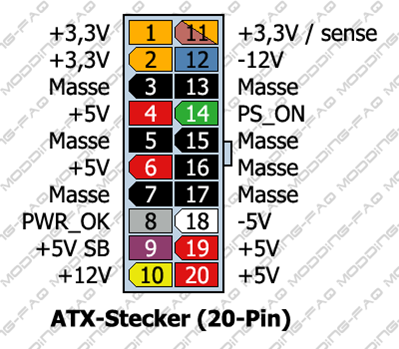 +3,3V 1 11 +3,3V / sense
+3,3V 2 12 -12V
Masse 3 13 Masse
+5V 4 14 PS_ON
Masse 5 15 Masse
+5V 6 16 Masse
Masse 7 17 Masse
PWR_OK 8 18 -5V
+5V SB 9 19 +5V
+12V 10 20 +5V
ATX-Stecker (20-Pin)
MODDING-FAQ